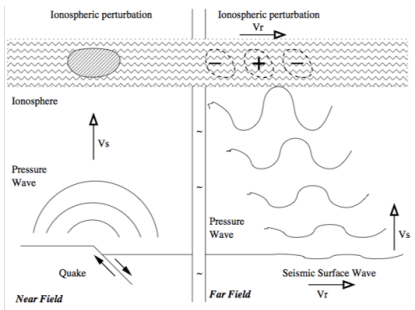 Ionospheric perturbation
Ionosphere
Vs
Pressure
Wave
Quake
Near Field
Ionospheric perturbation
Vr
− + −
~
~
~
~
Pressure
Wave
Vs
Seismic Surface Wave
Vr
Far Field